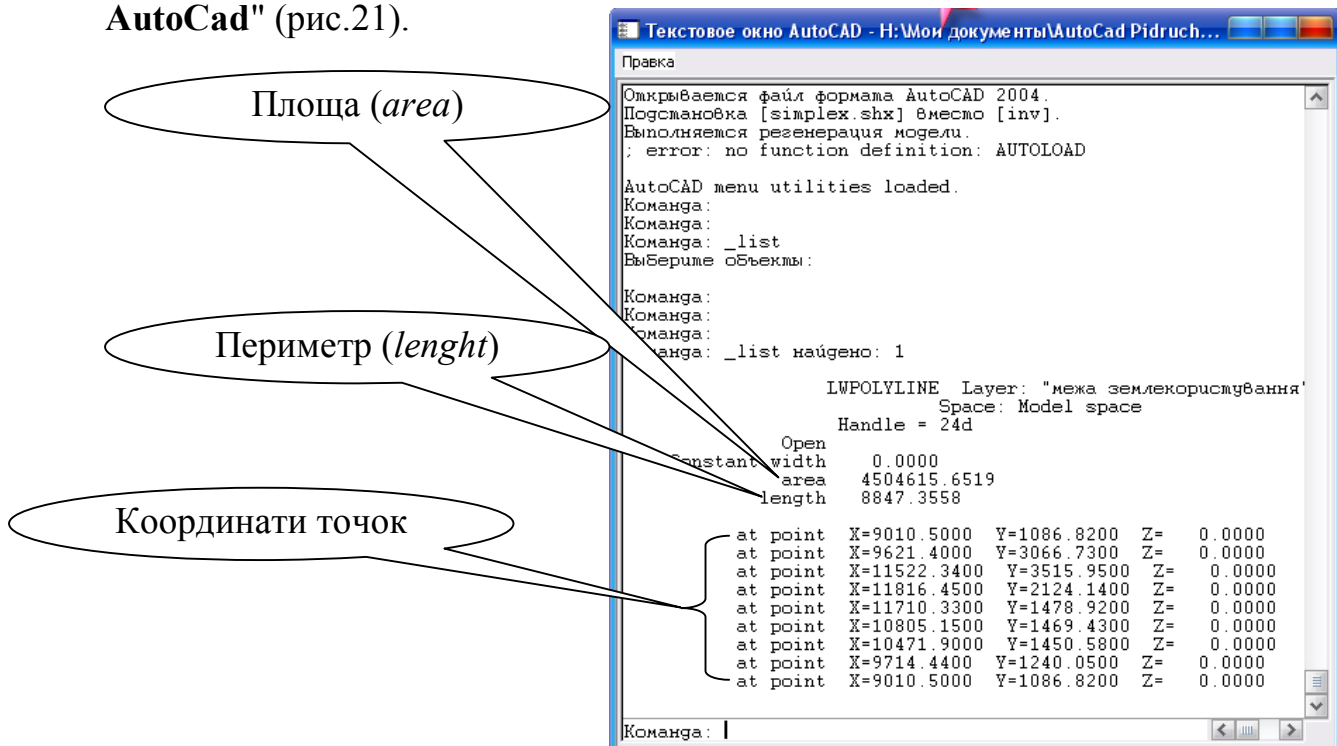 AutoCad" (рис.21).
Площа (area)
Периметр (lenght)
Координати точок
Текстовое окно AutoCAD - H:\Мои документы\AutoCad Pidruch...
Правка
Открывается файл формата AutoCAD 2004.
Подстановка [simplex.shx] вместо [inv].
Выполняется регенерация модели.
; error: no function definition: AUTOLOAD
AutoCAD menu utilities loaded.
Команда:
Команда:
Команда: _list
Выберите объекты:
Команда:
Команда:
Команда:
Команда: _list найдено: 1
LWPOLYLINE Layer: "межа землекористування"
Space: Model space
Handle = 24d
Open
Constant width 0.0000
area 4504615.6519
length 8847.3558
at point X=9010.5000 Y=1086.8200 Z= 0.0000
at point X=9621.4000 Y=3066.7300 Z= 0.0000
at point X=11522.3400 Y=3515.9500 Z= 0.0000
at point X=11816.4500 Y=2124.1400 Z= 0.0000
at point X=11710.3300 Y=1478.9200 Z= 0.0000
at point X=10805.1500 Y=1469.4300 Z= 0.0000
at point X=10471.9000 Y=1450.5800 Z= 0.0000
at point X=9714.4400 Y=1240.0500 Z= 0.0000
at point X=9010.5000 Y=1086.8200 Z= 0.0000
Команда: